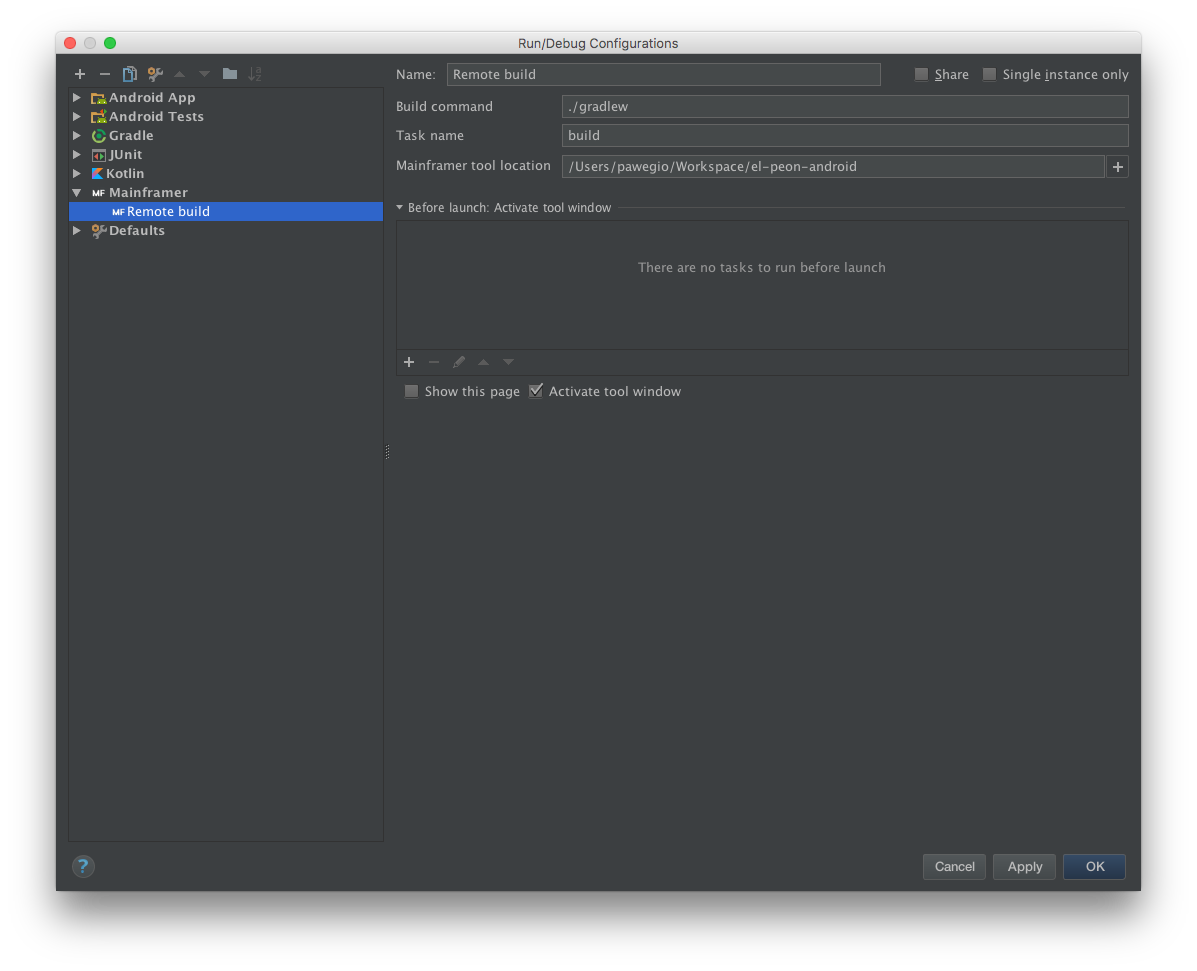 Run/Debug Configurations
Name: Remote build Share Single instance only
Android App
Android Tests
Gradle
JUnit
Kotlin
MF Mainframer
MF Remote build
Defaults
Build command ./gradlew
Task name build
Mainframer tool location /Users/pawegio/Workspace/el-peon-android
Before launch: Activate tool window
There are no tasks to run before launch
Show this page Activate tool window
? Cancel Apply OK